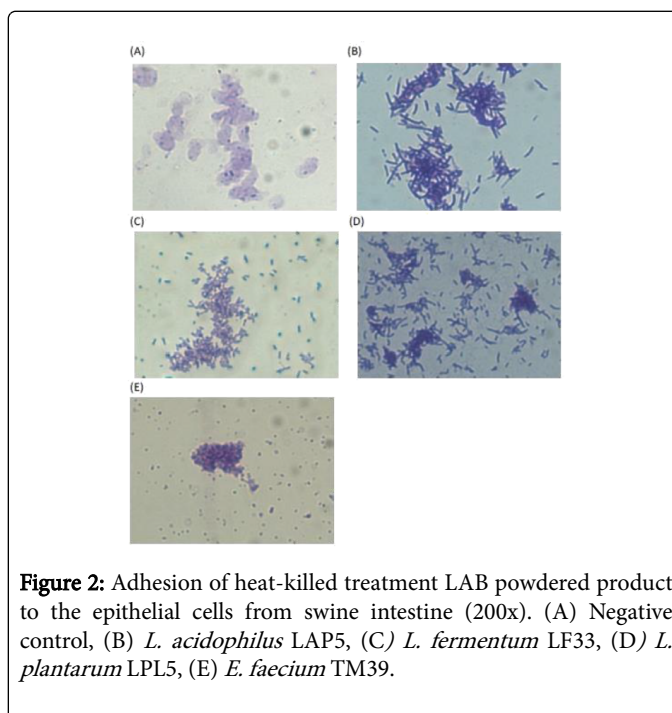 (A)
(B)
(C)
(D)
(E)
Figure 2: Adhesion of heat-killed treatment LAB powdered product
to the epithelial cells from swine intestine (200x). (A) Negative
control, (B) L. acidophilus LAP5, (C) L. fermentum LF33, (D) L.
plantarum LPL5, (E) E. faecium TM39.